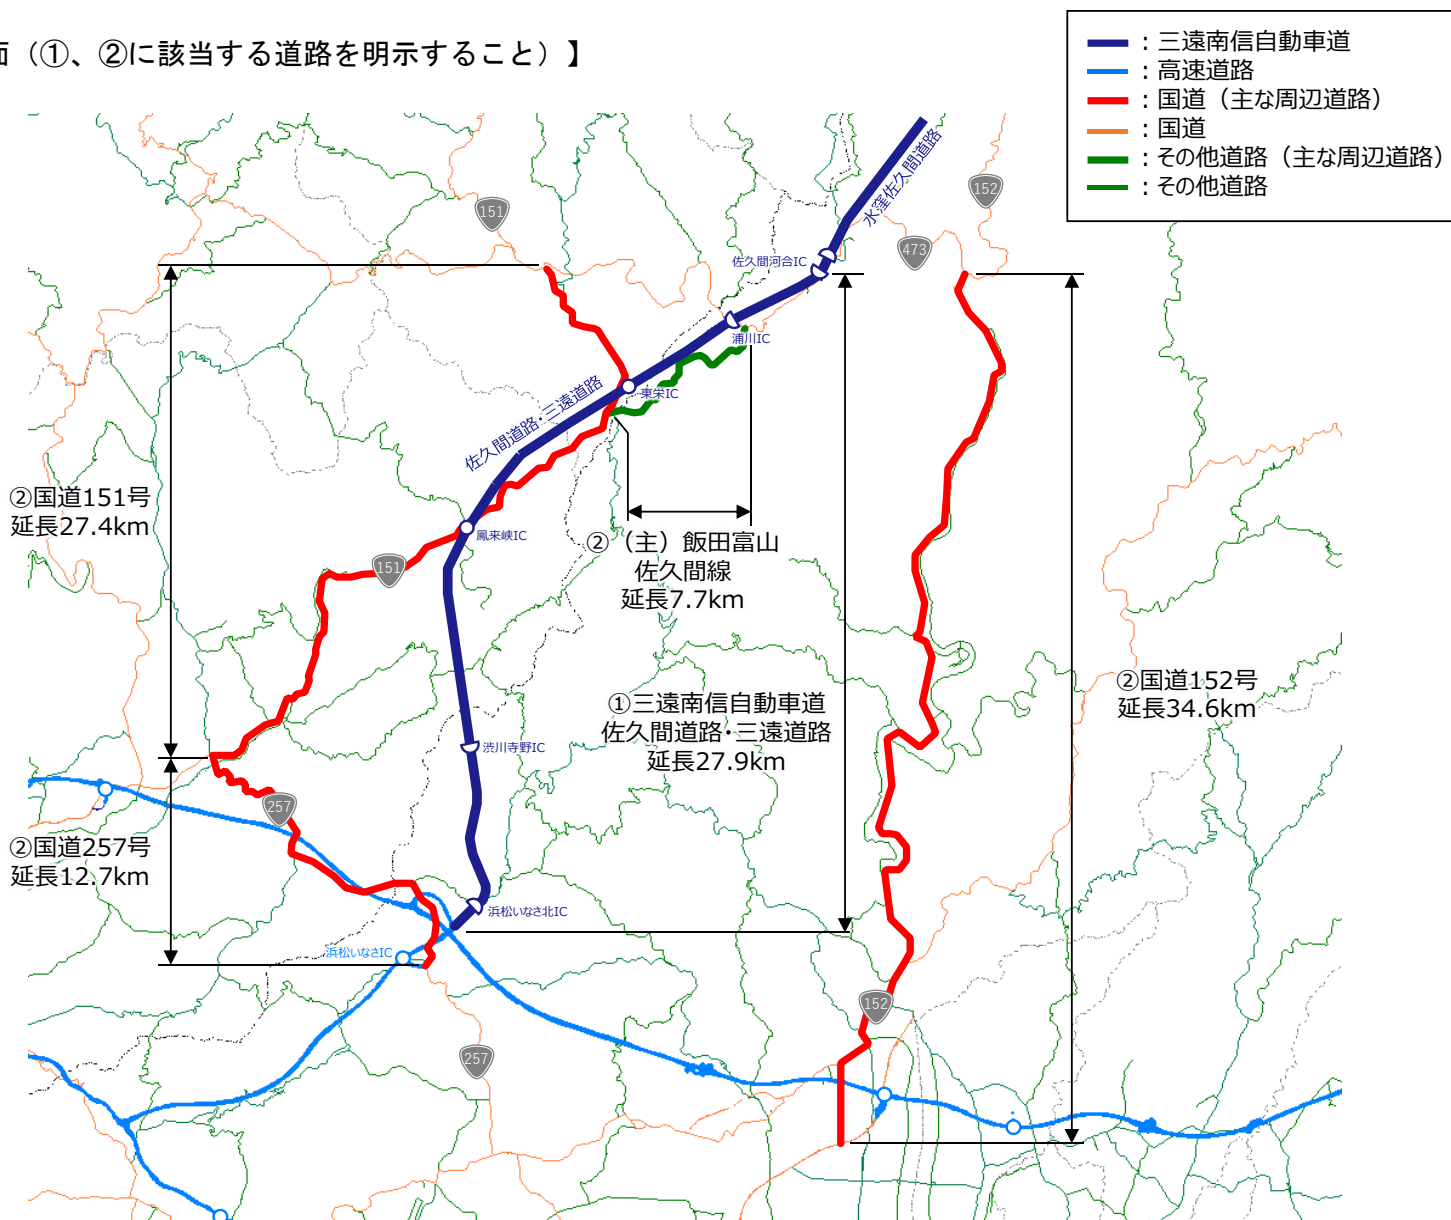 面（①、②に該当する道路を明示すること）】
：三遠南信自動車道
：高速道路
：国道（主な周辺道路）
：国道
：その他道路（主な周辺道路）
：その他道路
水窪佐久間道路
152
151
473
佐久間河合IC
浦川IC
東栄IC
佐久間道路・三遠道路
②国道151号
延長27.4km
鳳来峡IC
151
②（主）飯田富山
佐久間線
延長7.7km
①三遠南信自動車道
佐久間道路・三遠道路
延長27.9km
②国道152号
延長34.6km
渋川寺野IC
257
②国道257号
延長12.7km
浜松いなさ北IC
浜松いなさIC
152
257